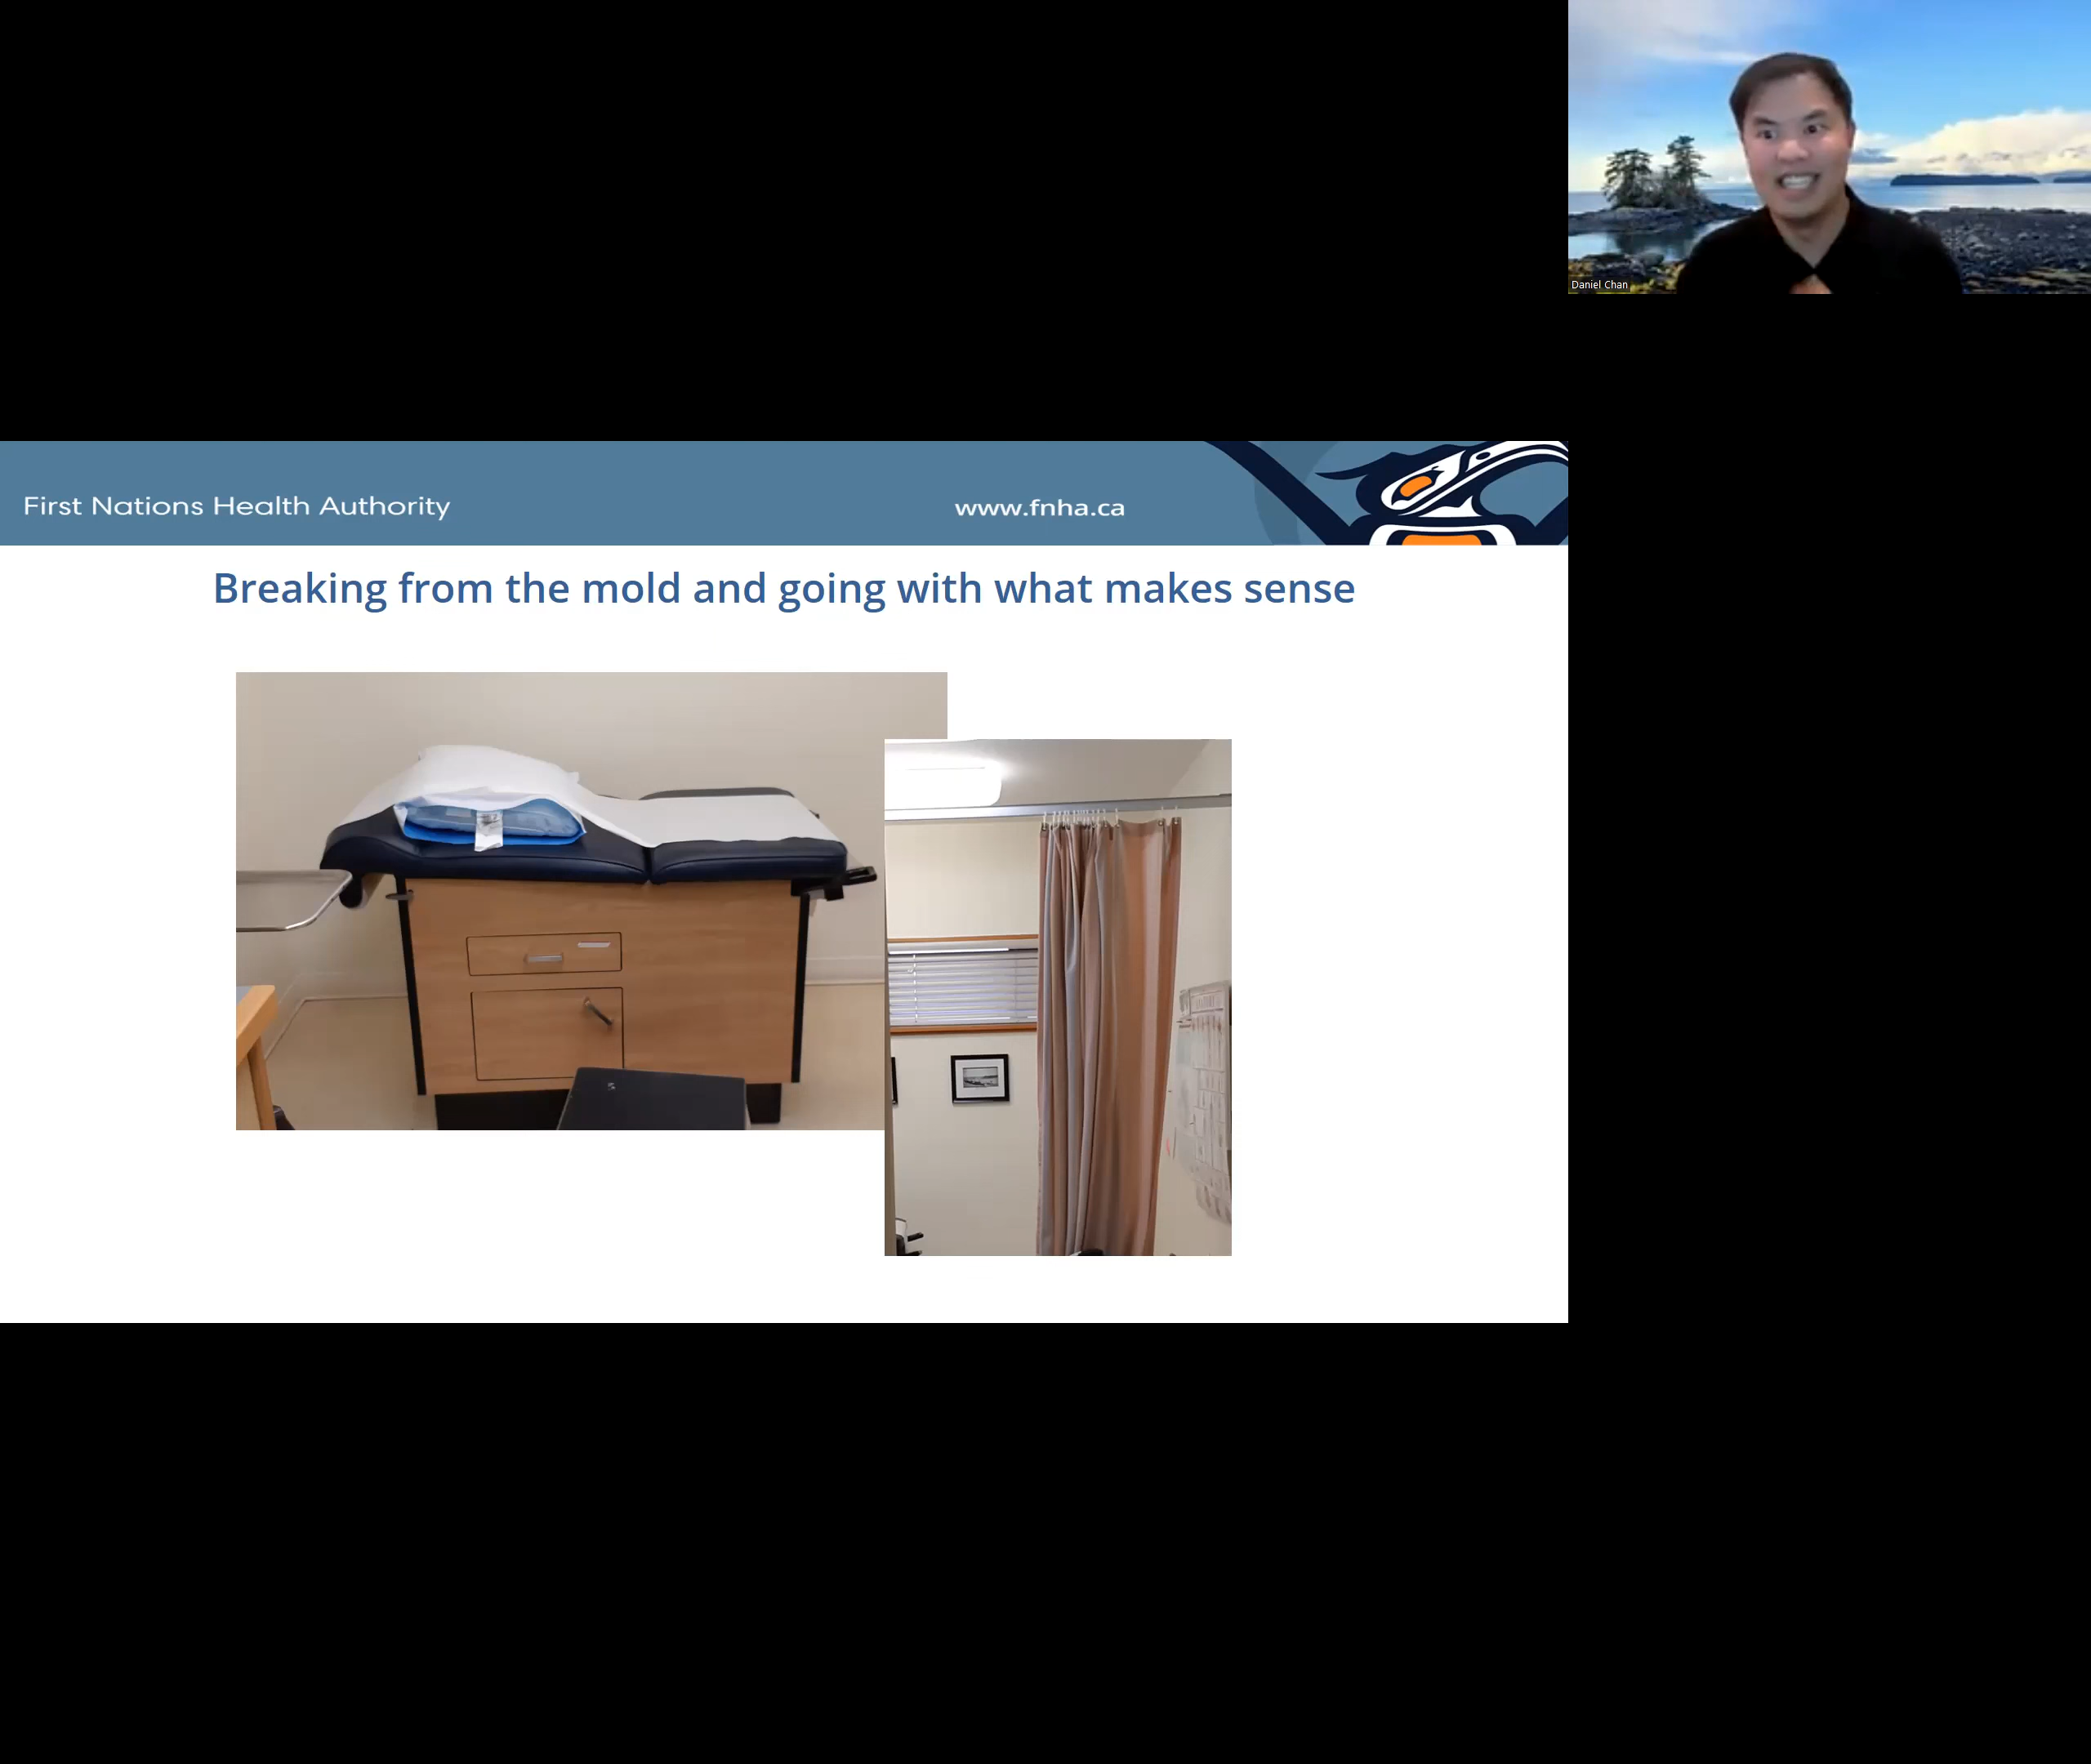 Daniel Chan
First Nations Health Authority
www.fnha.ca
Breaking from the mold and going with what makes sense